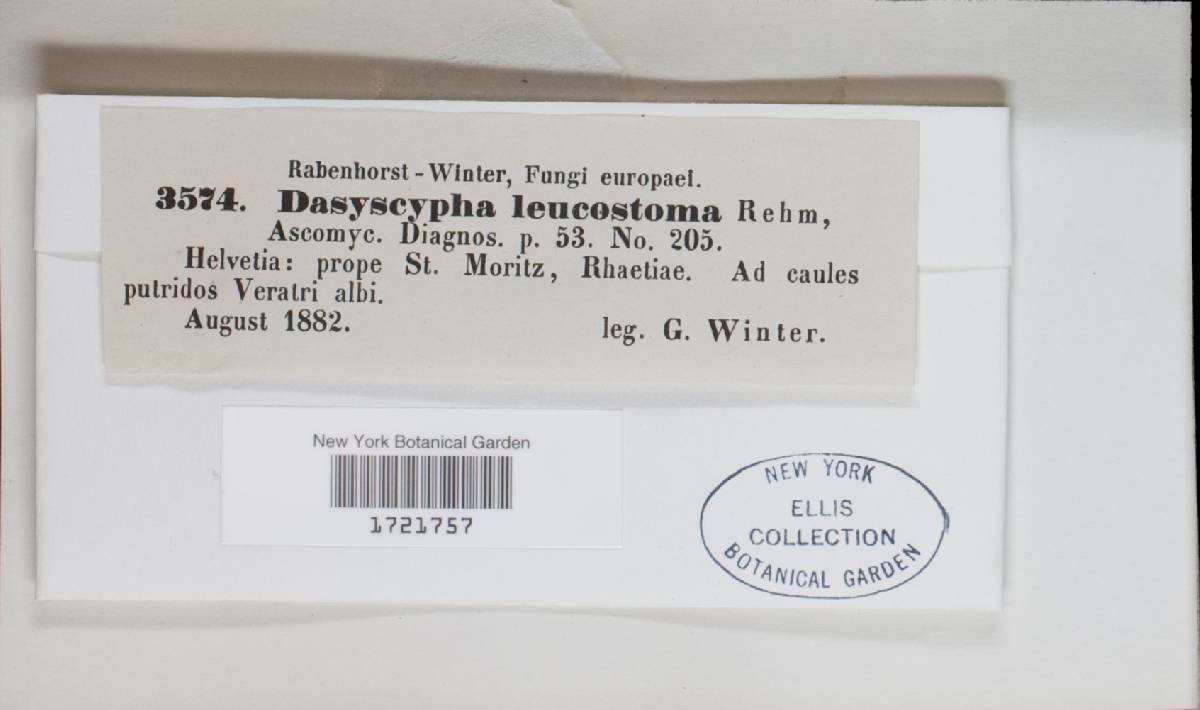 Rabenhorst-Winter, Fungi europaei.
3574. Dasyscypha leucostoma Rehm,
Ascomyc. Diagnos. p. 53. No. 205.
Helvetia: prope St. Moritz, Rhaetiae. Ad caules
putridos Veratri albi.
August 1882. leg. G. Winter.
New York Botanical Garden
1721757
NEW YORK
ELLIS
COLLECTION
BOTANICAL GARDEN